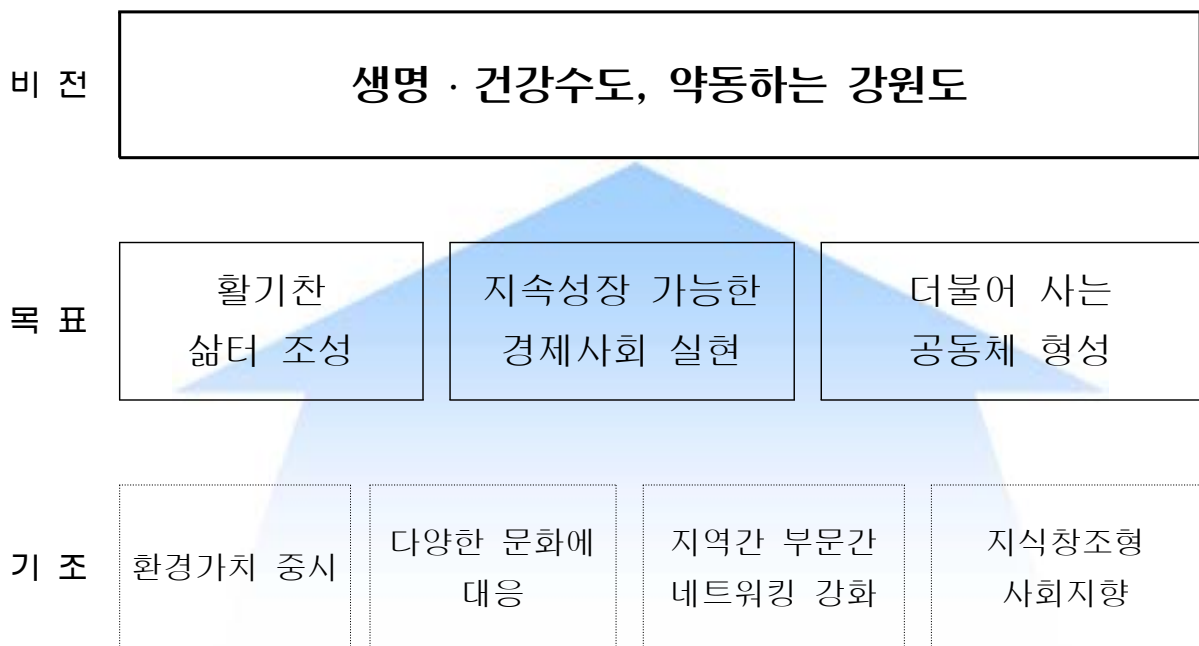 비 전
생명 · 건강수도, 약동하는 강원도
목 표
활기찬
삶터 조성
지속성장 가능한
경제사회 실현
더불어 사는
공동체 형성
기 조
환경가치 중시
다양한 문화에
대응
지역간 부문간
네트워킹 강화
지식창조형
사회지향